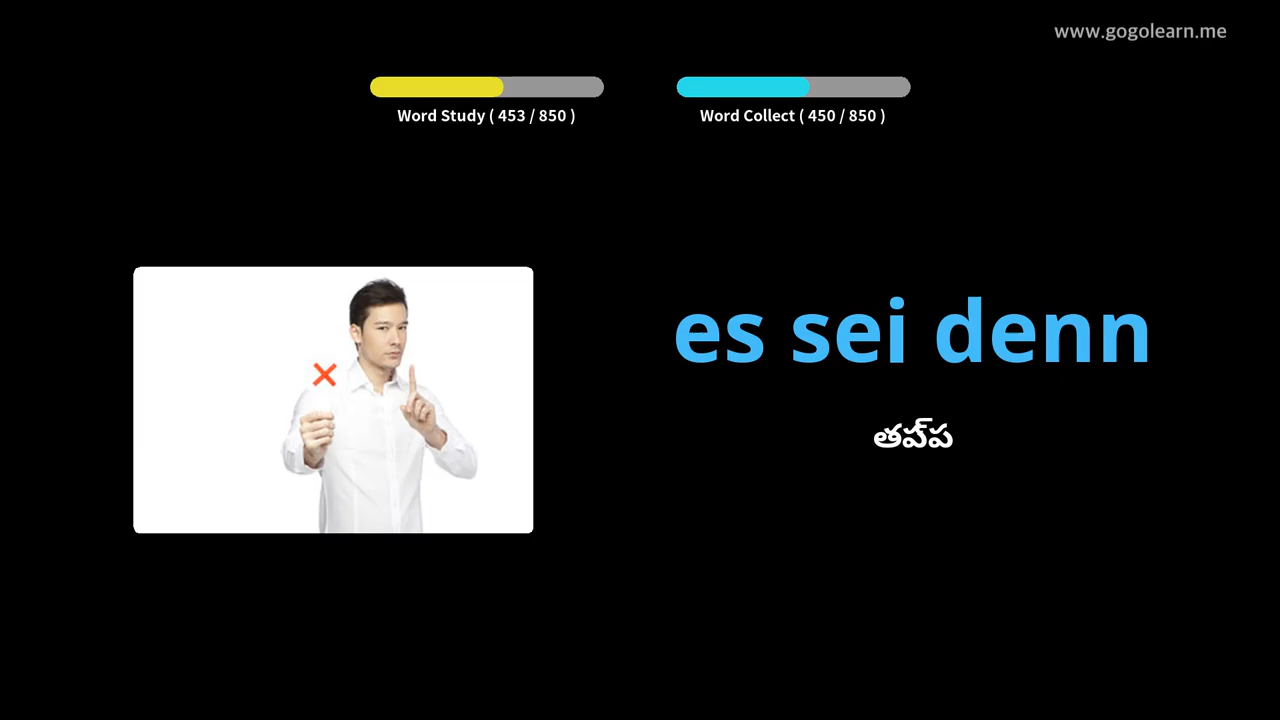 www.gogolearn.me
Word Study ( 453 / 850 )
Word Collect ( 450 / 850 )
es sei denn
తప్ప